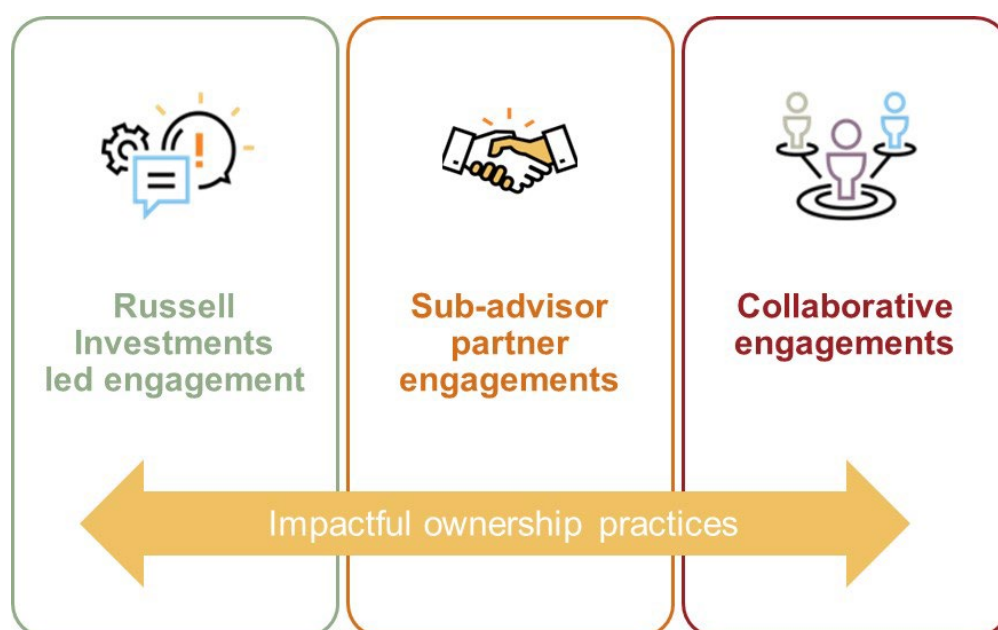 Russell
Investments
led engagement
Sub-advisor
partner
engagements
Collaborative
engagements
Impactful ownership practices